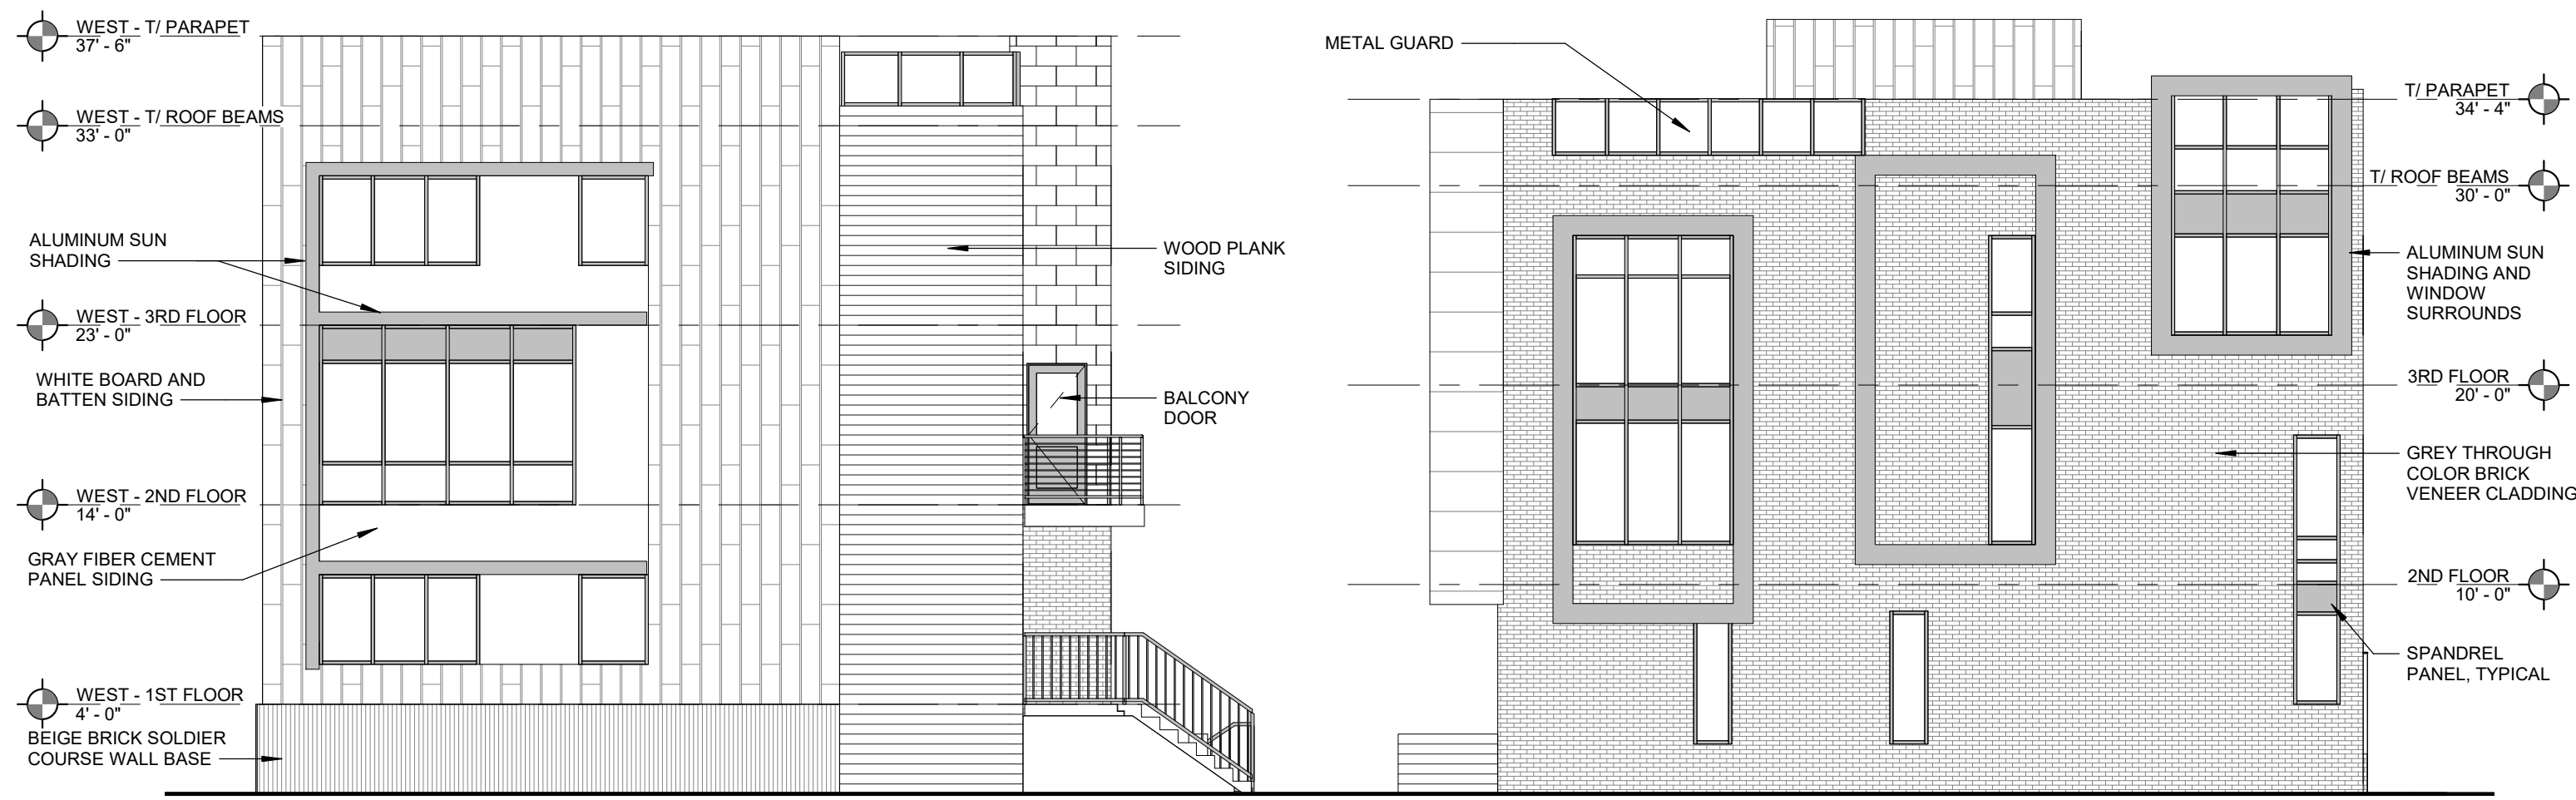 WEST - T/ PARAPET
37' - 6"
WEST - T/ ROOF BEAMS
33' - 0"
ALUMINUM SUN
SHADING
WEST - 3RD FLOOR
23' - 0"
WHITE BOARD AND
BATTEN SIDING
WEST - 2ND FLOOR
14' - 0"
GRAY FIBER CEMENT
PANEL SIDING
WEST - 1ST FLOOR
4' - 0"
BEIGE BRICK SOLDIER
COURSE WALL BASE
WOOD PLANK
SIDING
BALCONY
DOOR
METAL GUARD
T/ PARAPET
34' - 4"
T/ ROOF BEAMS
30' - 0"
ALUMINUM SUN
SHADING AND
WINDOW
SURROUNDS
3RD FLOOR
20' - 0"
GREY THROUGH
COLOR BRICK
VENEER CLADDING
2ND FLOOR
10' - 0"
SPANDREL
PANEL, TYPICAL